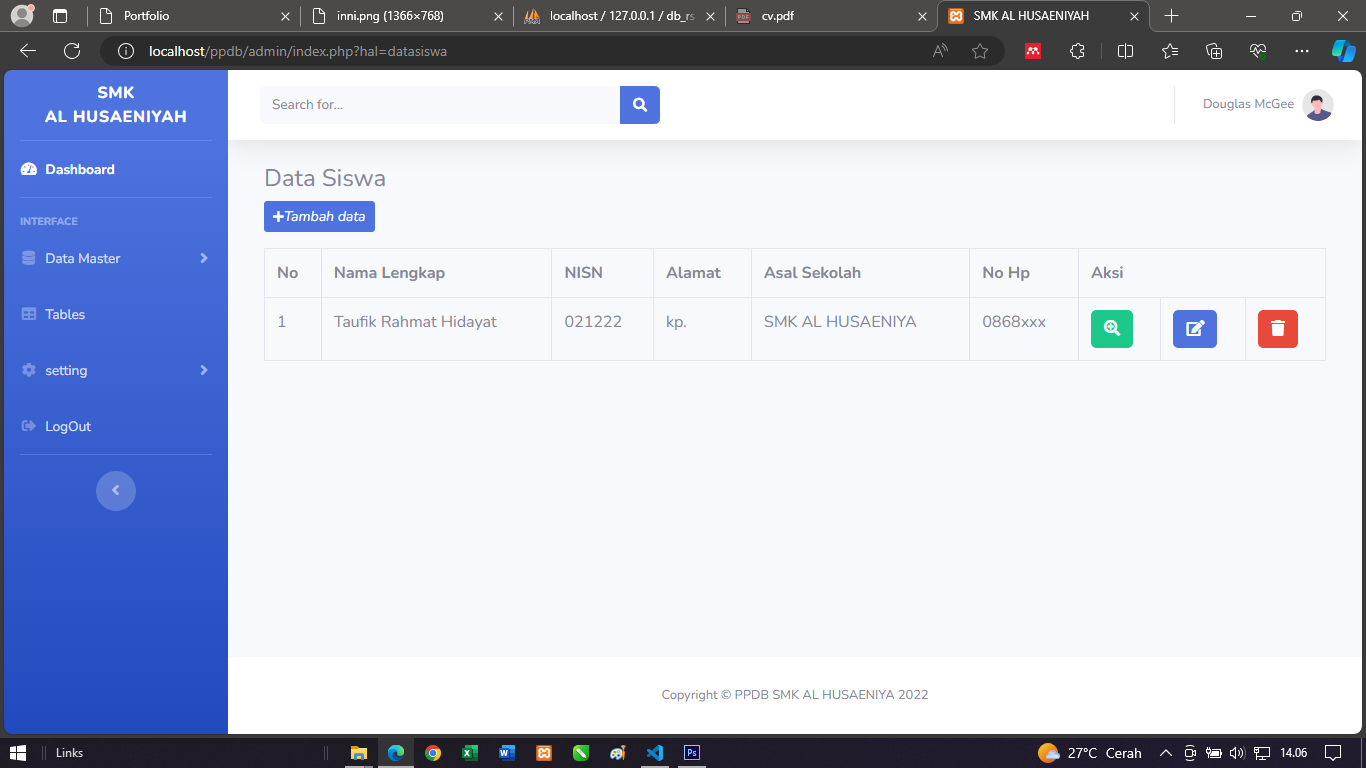 Portfolio
inni.png (1366×768)
localhost / 127.0.0.1 / db_rs
cv.pdf
SMK AL HUSAENIYAH
localhost/ppdb/admin/index.php?hal=datasiswa
SMK
AL HUSAENIYAH
Search for...
Douglas McGee
Dashboard
INTERFACE
Data Master
Tables
setting
LogOut
Data Siswa
Tambah data
No Nama Lengkap NISN Alamat Asal Sekolah No Hp Aksi
1 Taufik Rahmat Hidayat 021222 kp. SMK AL HUSAENIYA 0868xxx
Copyright © PPDB SMK AL HUSAENIYA 2022
Links
27°C Cerah
14.06